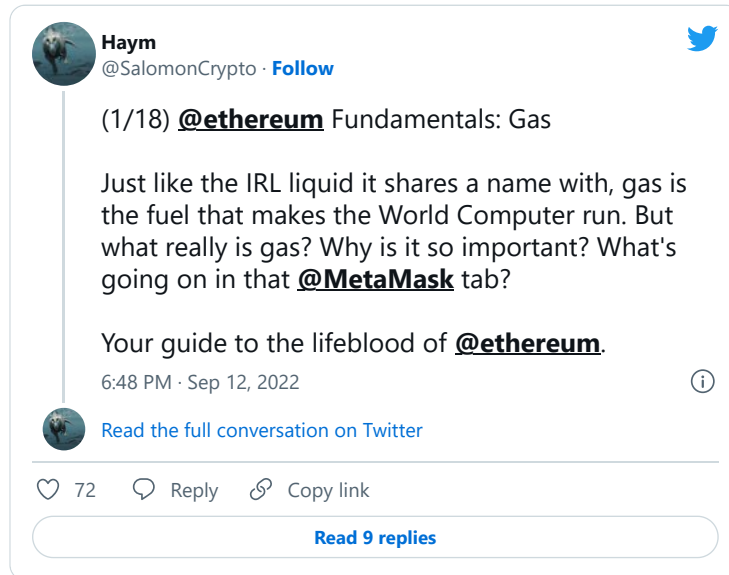 Haym
@SalomonCrypto · Follow
(1/18) @ethereum Fundamentals: Gas
Just like the IRL liquid it shares a name with, gas is
the fuel that makes the World Computer run. But
what really is gas? Why is it so important? What's
going on in that @MetaMask tab?
Your guide to the lifeblood of @ethereum.
6:48 PM · Sep 12, 2022
Read the full conversation on Twitter
72 Reply Copy link
Read 9 replies